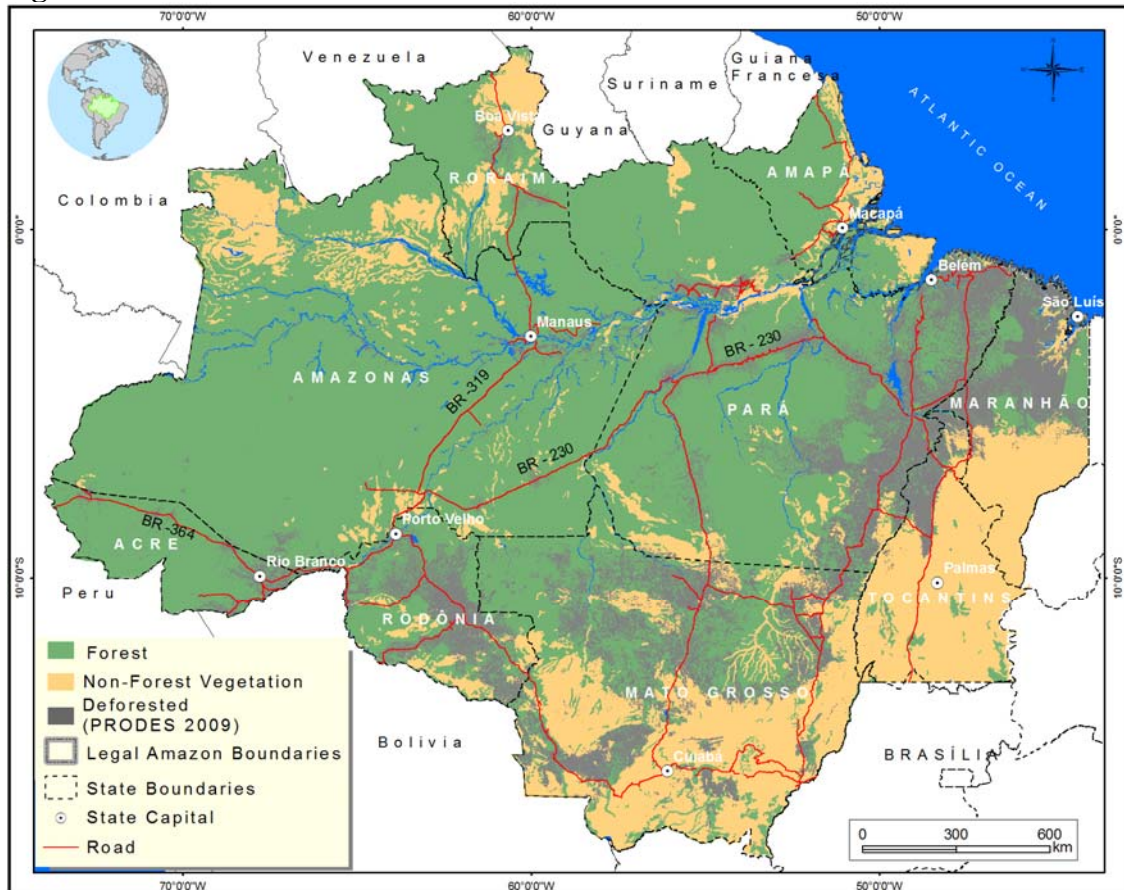 70°0'0"W 60°0'0"W 50°0'0"W
Venezuela
Suriname
Guiana
Francesa
Guyana
Colombia
ATLANTIC OCEAN
Boa Vista
RORAIMA
AMAPÁ
Macapá
0°0'0" 0°0'0"
Belém
São Luís
Manaus
AMAZONAS
BR-319
BR - 230
PARÁ
MARANHÃO
BR - 230
BR -364
ACRE
Porto Velho
Rio Branco
10°0'0"S 10°0'0"S
Peru
Palmas
TOCANTINS
RODÔNIA
MATO GROSSO
Bolivia
Cuiabá
BRASÍLIA
Forest
Non-Forest Vegetation
Deforested
(PRODES 2009)
Legal Amazon Boundaries
State Boundaries
State Capital
Road
0 300 600
km
70°0'0"W 60°0'0"W 50°0'0"W